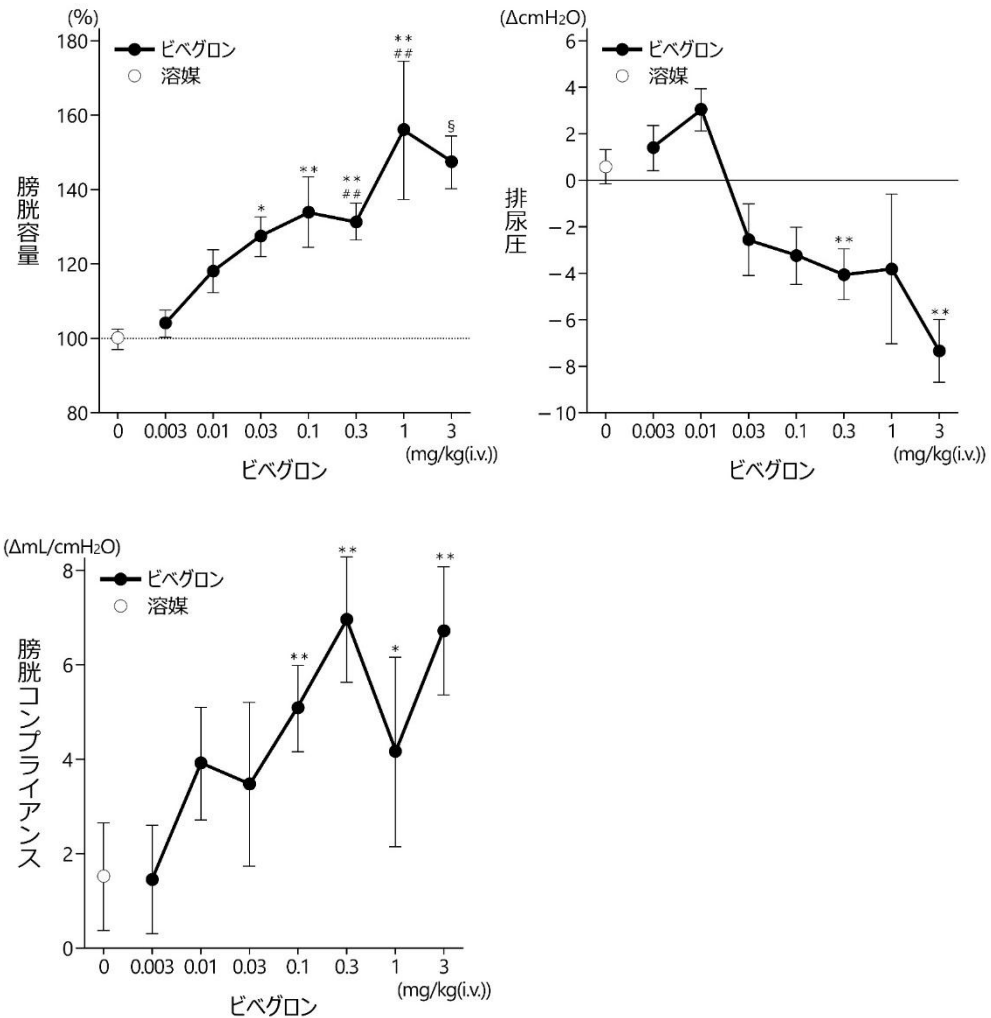 (%)
180
160
140
120
100
80
膀胱容量
ビベグロン
溶媒
*
**
**
##
**
##
§
0 0.003 0.01 0.03 0.1 0.3 1 3
(mg/kg(i.v.))
ビベグロン
(ΔcmH2O)
6
4
2
0
−2
−4
−6
−8
−10
排尿圧
ビベグロン
溶媒
**
**
0 0.003 0.01 0.03 0.1 0.3 1 3
(mg/kg(i.v.))
ビベグロン
(ΔmL/cmH2O)
8
6
4
2
0
膀胱コンプライアンス
ビベグロン
溶媒
**
**
*
**
0 0.003 0.01 0.03 0.1 0.3 1 3
(mg/kg(i.v.))
ビベグロン